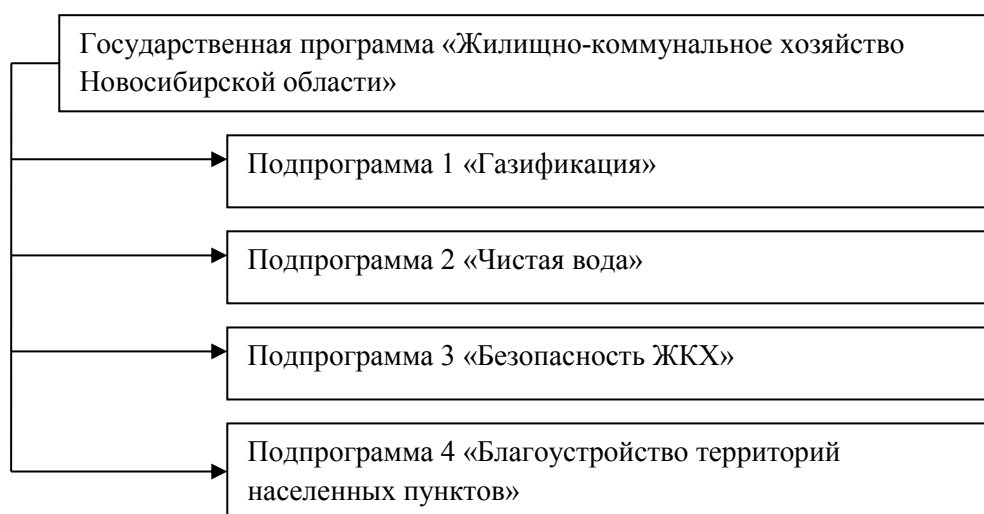 Государственная программа «Жилищно-коммунальное хозяйство
Новосибирской области»
Подпрограмма 1 «Газификация»
Подпрограмма 2 «Чистая вода»
Подпрограмма 3 «Безопасность ЖКХ»
Подпрограмма 4 «Благоустройство территорий
населенных пунктов»